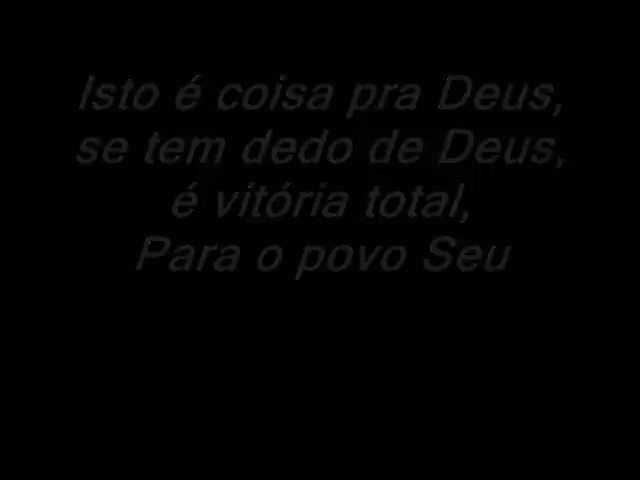 Isto é coisa pra Deus,
se tem dedo de Deus,
é vitória total,
Para o povo Seu